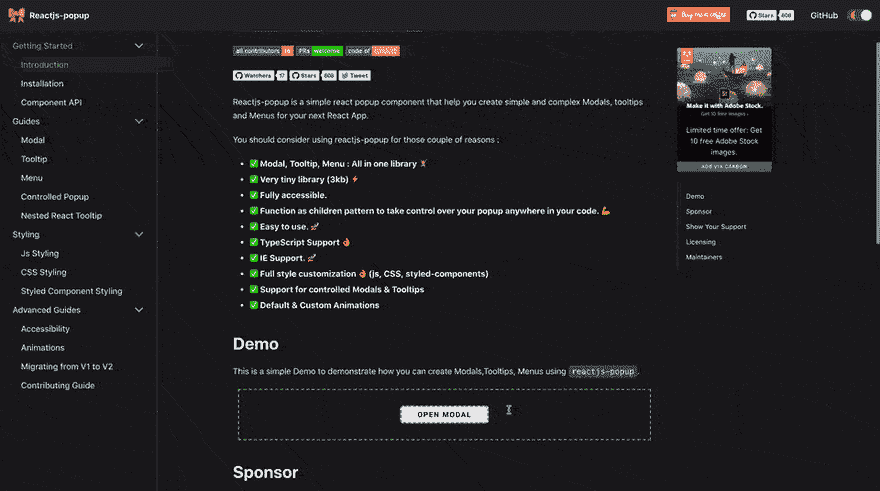 Reactjs-popup
Buy me a coffee
Stars 608
GitHub
Getting Started
Introduction
Installation
Component API
Guides
Modal
Tooltip
Menu
Controlled Popup
Nested React Tooltip
Styling
Js Styling
CSS Styling
Styled Component Styling
Advanced Guides
Accessibility
Animations
Migrating from V1 to V2
Contributing Guide
all contributors PRs welcome code of
Watchers 17 Stars 608 Tweet
Reactjs-popup is a simple react popup component that help you create simple and complex Modals, tooltips
and Menus for your next React App.
You should consider using reactjs-popup for those couple of reasons :
Modal, Tooltip, Menu : All in one library
Very tiny library (3kb)
Fully accessible.
Function as children pattern to take control over your popup anywhere in your code.
Easy to use.
TypeScript Support
IE Support.
Full style customization (js, CSS, styled-components)
Support for controlled Modals & Tooltips
Default & Custom Animations
Demo
This is a simple Demo to demonstrate how you can create Modals,Tooltips, Menus using reactjs-popup.
OPEN MODAL
Sponsor
Make it with Adobe Stock.
Get 10 free images ›
Limited time offer: Get
10 free Adobe Stock
images.
ADS VIA CARBON
Demo
Sponsor
Show Your Support
Licensing
Maintainers